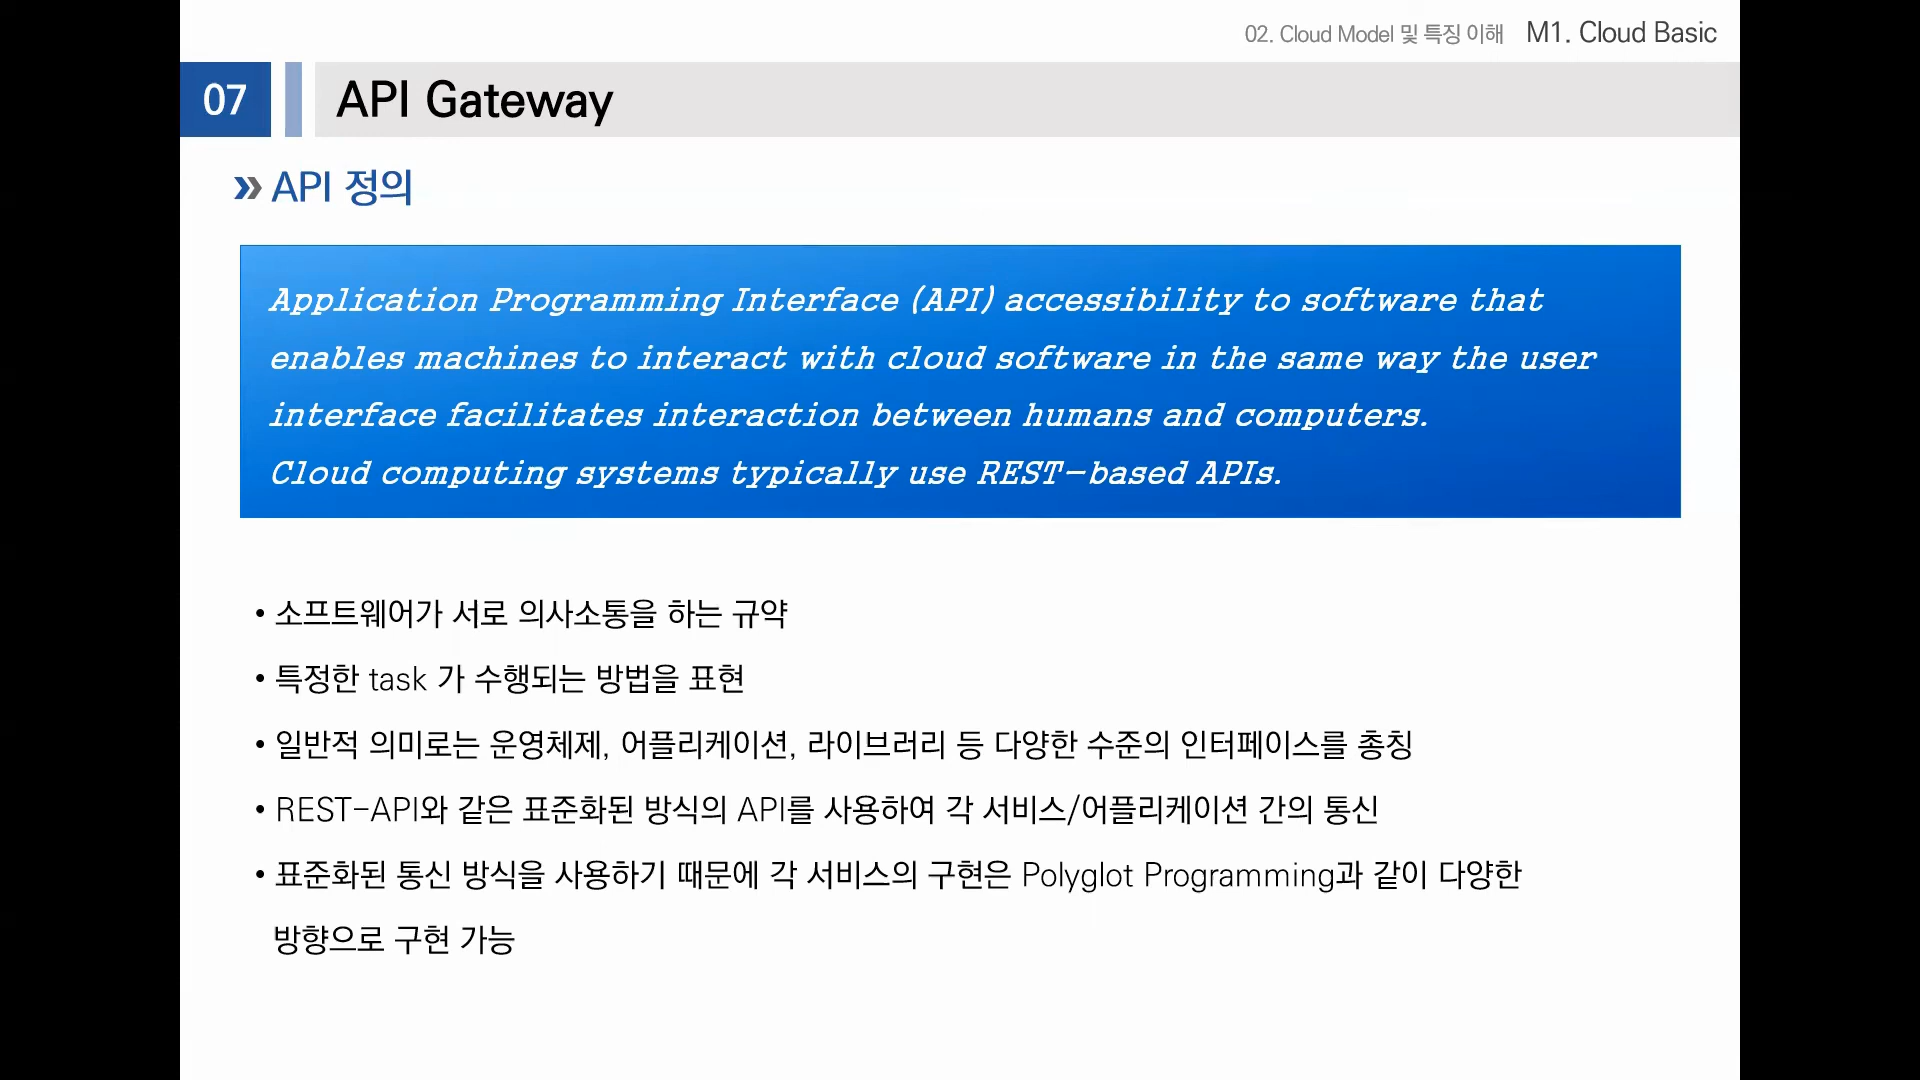 02. Cloud Model 및 특징 이해 M1. Cloud Basic
07 API Gateway
API 정의
Application Programming Interface (API) accessibility to software that
enables machines to interact with cloud software in the same way the user
interface facilitates interaction between humans and computers.
Cloud computing systems typically use REST-based APIs.
• 소프트웨어가 서로 의사소통을 하는 규약
• 특정한 task 가 수행되는 방법을 표현
• 일반적 의미로는 운영체제, 어플리케이션, 라이브러리 등 다양한 수준의 인터페이스를 총칭
• REST-API와 같은 표준화된 방식의 API를 사용하여 각 서비스/어플리케이션 간의 통신
• 표준화된 통신 방식을 사용하기 때문에 각 서비스의 구현은 Polyglot Programming과 같이 다양한
방향으로 구현 가능